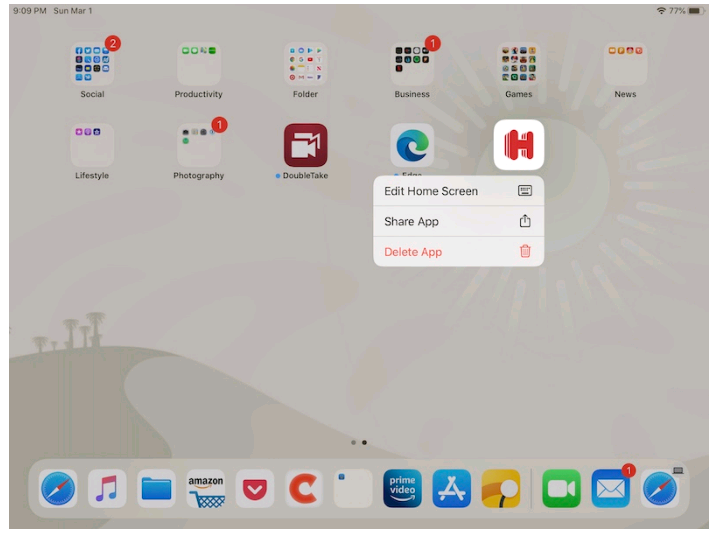 9:09 PM Sun Mar 1
77%
2
1
Social
Productivity
Folder
Business
Games
News
1
Lifestyle
Photography
DoubleTake
Edge
Edit Home Screen
Share App
Delete App
amazon
prime video
1